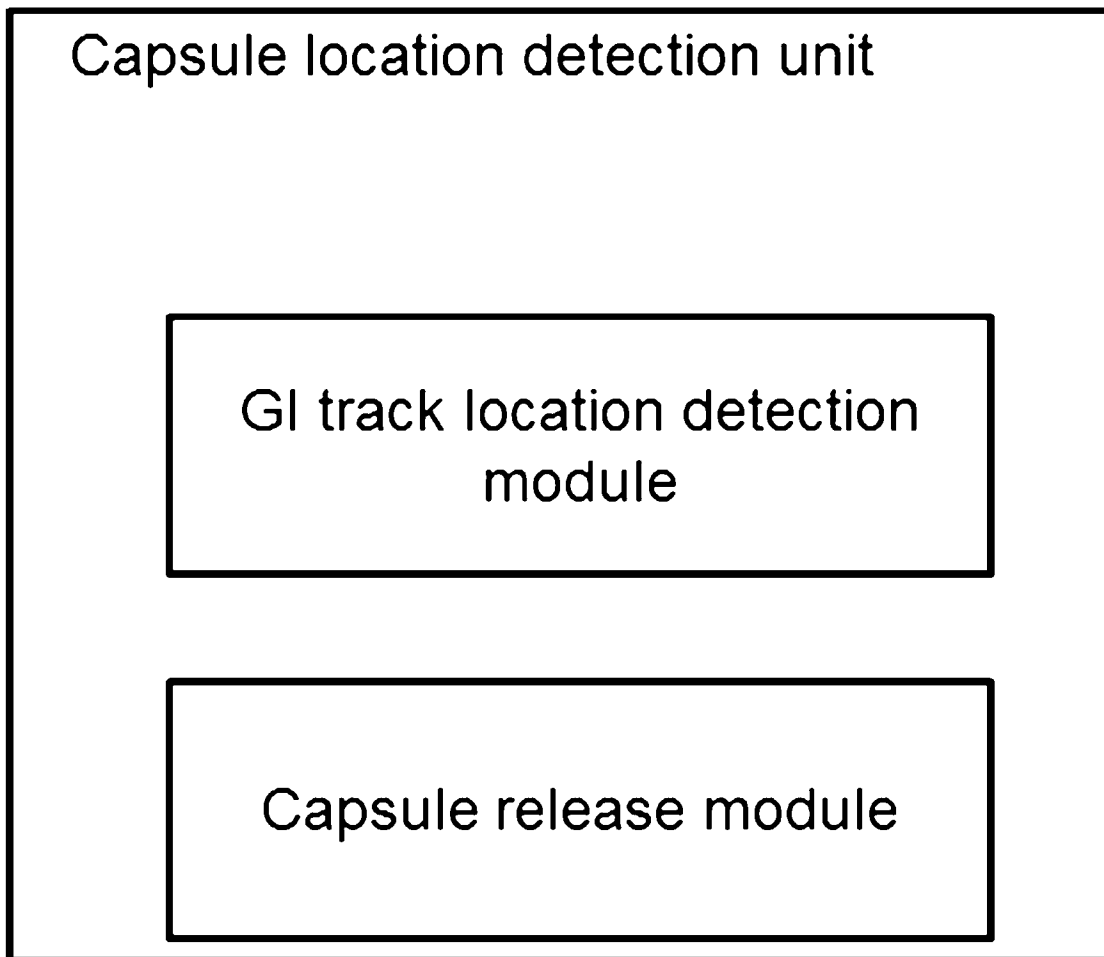 Capsule location detection unit
GI track location detection
module
Capsule release module